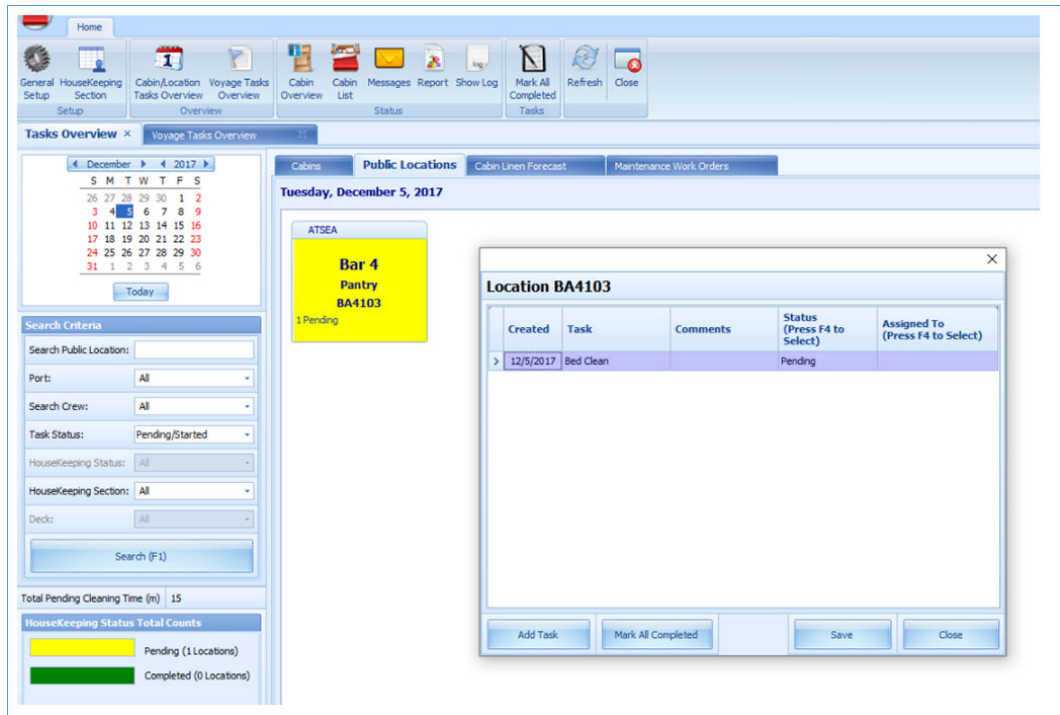 Home
General Setup
HouseKeeping Section
Cabin/Location Tasks Overview
Voyage Tasks Overview
Cabin Overview
Cabin List
Messages
Report
Show Log
Mark All Completed
Refresh
Close
Setup
Overview
Status
Tasks
Tasks Overview ×
Voyage Tasks Overview
December 2017
S M T W T F S
26 27 28 29 30 1 2
3 4 5 6 7 8 9
10 11 12 13 14 15 16
17 18 19 20 21 22 23
24 25 26 27 28 29 30
31 1 2 3 4 5 6
Today
Search Criteria
Search Public Location:
Port: All
Search Crew: All
Task Status: Pending/Started
HouseKeeping Status: All
HouseKeeping Section: All
Deck: All
Search (F1)
Total Pending Cleaning Time (m) 15
HouseKeeping Status Total Counts
Pending (1 Locations)
Completed (0 Locations)
Cabins
Public Locations
Cabin Linen Forecast
Maintenance Work Orders
Tuesday, December 5, 2017
ATSEA
Bar 4
Pantry
BA4103
1 Pending
Location BA4103
Created
Task
Comments
Status (Press F4 to Select)
Assigned To (Press F4 to Select)
12/5/2017 Bed Clean Pending
Add Task
Mark All Completed
Save
Close